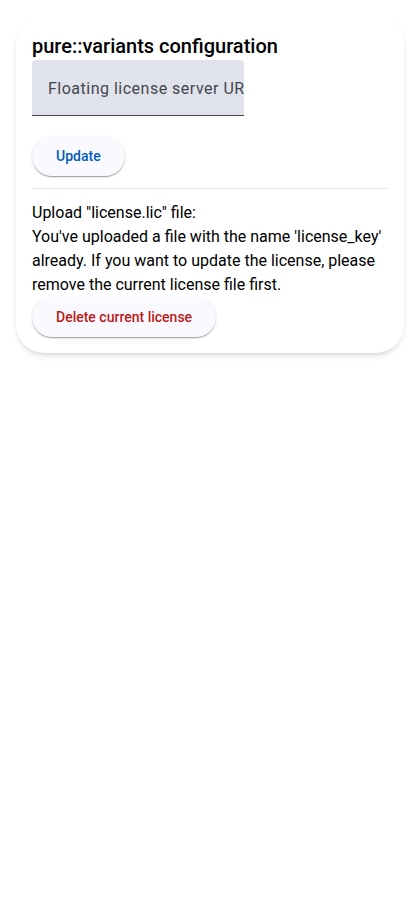 pure::variants configuration
Floating license server UR
Update
Upload "license.lic" file:
You've uploaded a file with the name 'license_key'
already. If you want to update the license, please
remove the current license file first.
Delete current license